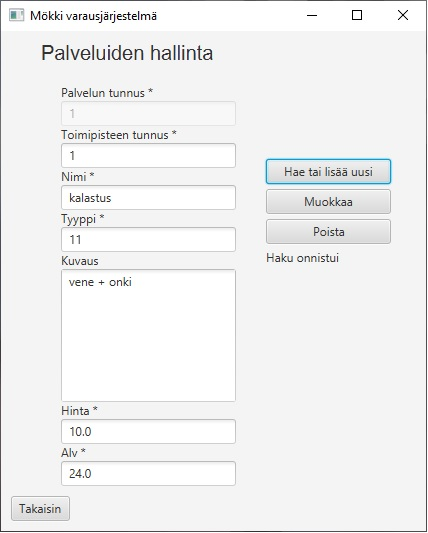 Mökki varausjärjestelmä
Palveluiden hallinta
Palvelun tunnus *
1
Toimipisteen tunnus *
1
Nimi *
kalastus
Tyyppi *
11
Kuvaus
vene + onki
Hinta *
10.0
Alv *
24.0
Hae tai lisää uusi
Muokkaa
Poista
Haku onnistui
Takaisin